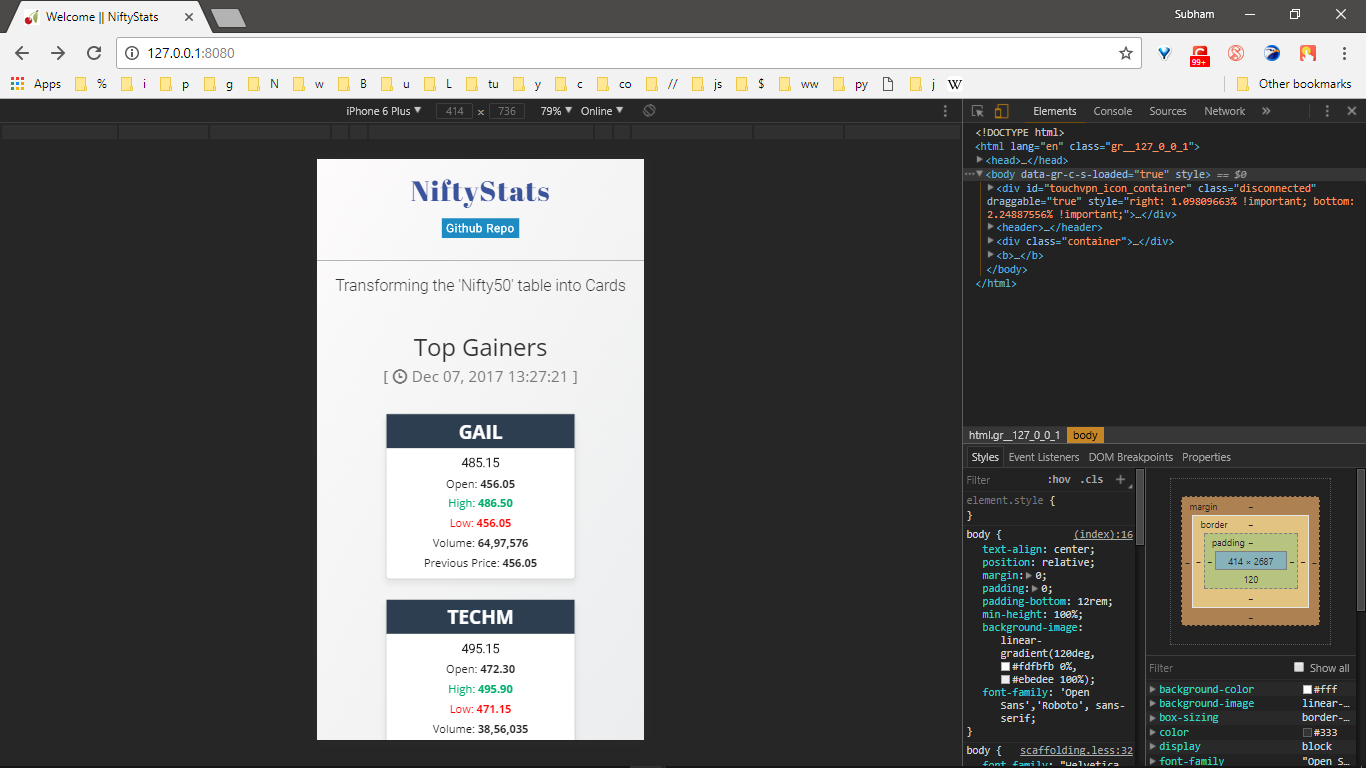 Welcome || NiftyStats
Subham
127.0.0.1:8080
99+
Apps % i p g N w B u L tu y c co // js $ ww py j W Other bookmarks
iPhone 6 Plus ▼ 414 × 736 79% ▼ Online ▼
Elements Console Sources Network »
<!DOCTYPE html>
<html lang="en" class="gr__127_0_0_1">
▶<head>…</head>
…▼<body data-gr-c-s-loaded="true" style> == $0
▶<div id="touchvpn_icon_container" class="disconnected"
draggable="true" style="right: 1.09809663% !important; bottom:
2.24887556% !important;">…</div>
▶<header>…</header>
▶<div class="container">…</div>
▶<b>…</b>
</body>
</html>
NiftyStats
Github Repo
Transforming the 'Nifty50' table into Cards
Top Gainers
[ Dec 07, 2017 13:27:21 ]
GAIL
485.15
Open: 456.05
High: 486.50
Low: 456.05
Volume: 64,97,576
Previous Price: 456.05
TECHM
495.15
Open: 472.30
High: 495.90
Low: 471.15
Volume: 38,56,035
html.gr__127_0_0_1 body
Styles Event Listeners DOM Breakpoints Properties
Filter :hov .cls +
element.style {
}
body { (index):16
text-align: center;
position: relative;
margin:▶0;
padding:▶0;
padding-bottom: 12rem;
min-height: 100%;
background-image:
linear-
gradient(120deg,
#fdfbfb 0%,
#ebedee 100%);
font-family: 'Open
Sans','Roboto', sans-
serif;
}
body { scaffolding.less:32
font-family: "Helvetica
margin –
border –
padding –
– – – 414 × 2687 – – –
120
–
–
Filter Show all
▶background-color #fff
▶background-image linear-…
▶box-sizing border-…
▶color #333
▶display block
▶font-family "Open S…